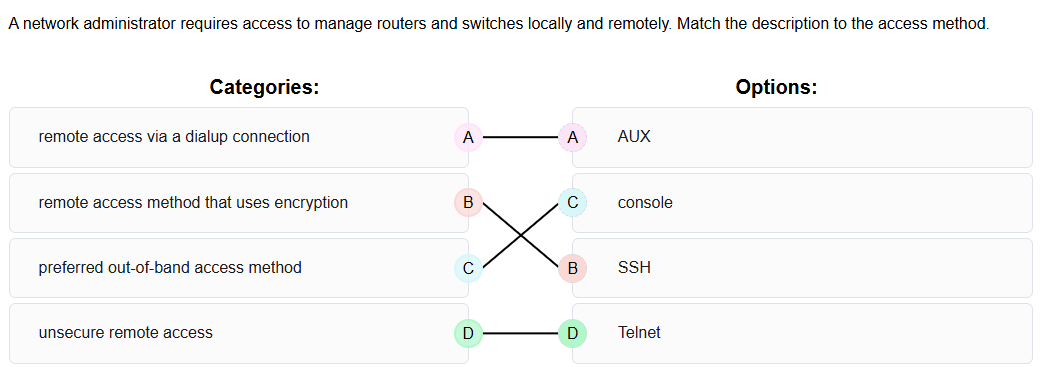 A network administrator requires access to manage routers and switches locally and remotely. Match the description to the access method.
Categories: Options:
remote access via a dialup connection A A AUX
remote access method that uses encryption B C console
preferred out-of-band access method C B SSH
unsecure remote access D D Telnet